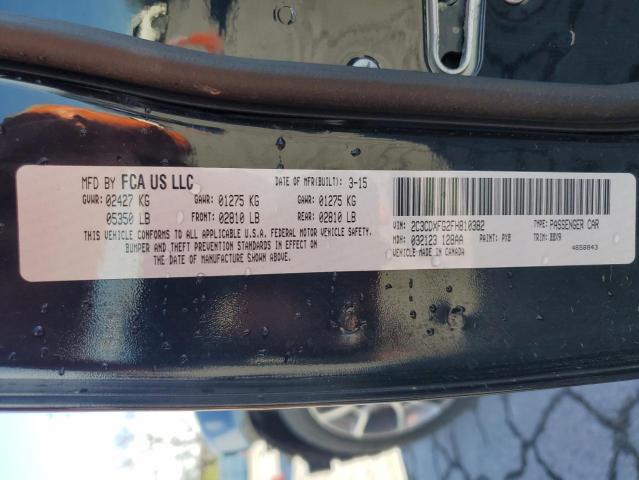 MFD BY FCA US LLC DATE OF MFR(BUILT): 3-15
GVWR: 02427 KG GAWR: 01275 KG GAWR: 01275 KG
05350 LB FRONT: 02810 LB REAR: 02810 LB
THIS VEHICLE CONFORMS TO ALL APPLICABLE U.S.A. FEDERAL MOTOR VEHICLE SAFETY,
BUMPER AND THEFT PREVENTION STANDARDS IN EFFECT ON
THE DATE OF MANUFACTURE SHOWN ABOVE.
VIN: 2C3CDXFG2FH810382 TYPE: PASSENGER CAR
MDH: 032123 128AA PAINT: PX8 TRIM: BBX9
VEHICLE MADE IN CANADA 4658843